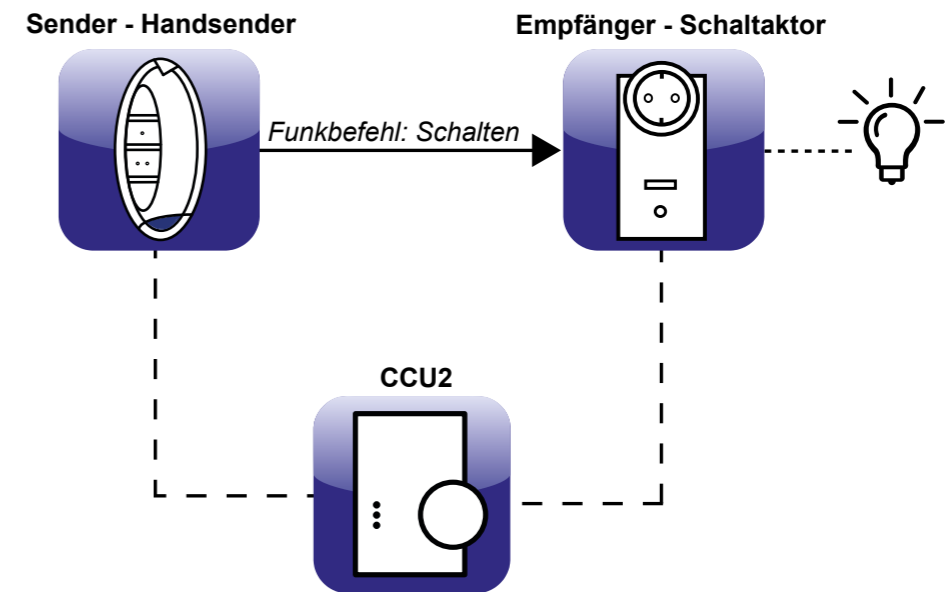 Sender - Handsender
Empfänger - Schaltaktor
Funkbefehl: Schalten
CCU2